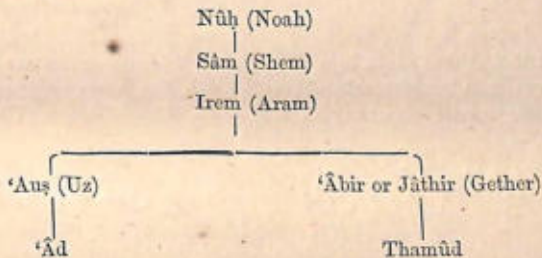 Nûḥ (Noah)
Sâm (Shem)
Irem (Aram)
‘Auṣ (Uz)
‘Âbir or Jâthir (Gether)
‘Âd
Thamûd